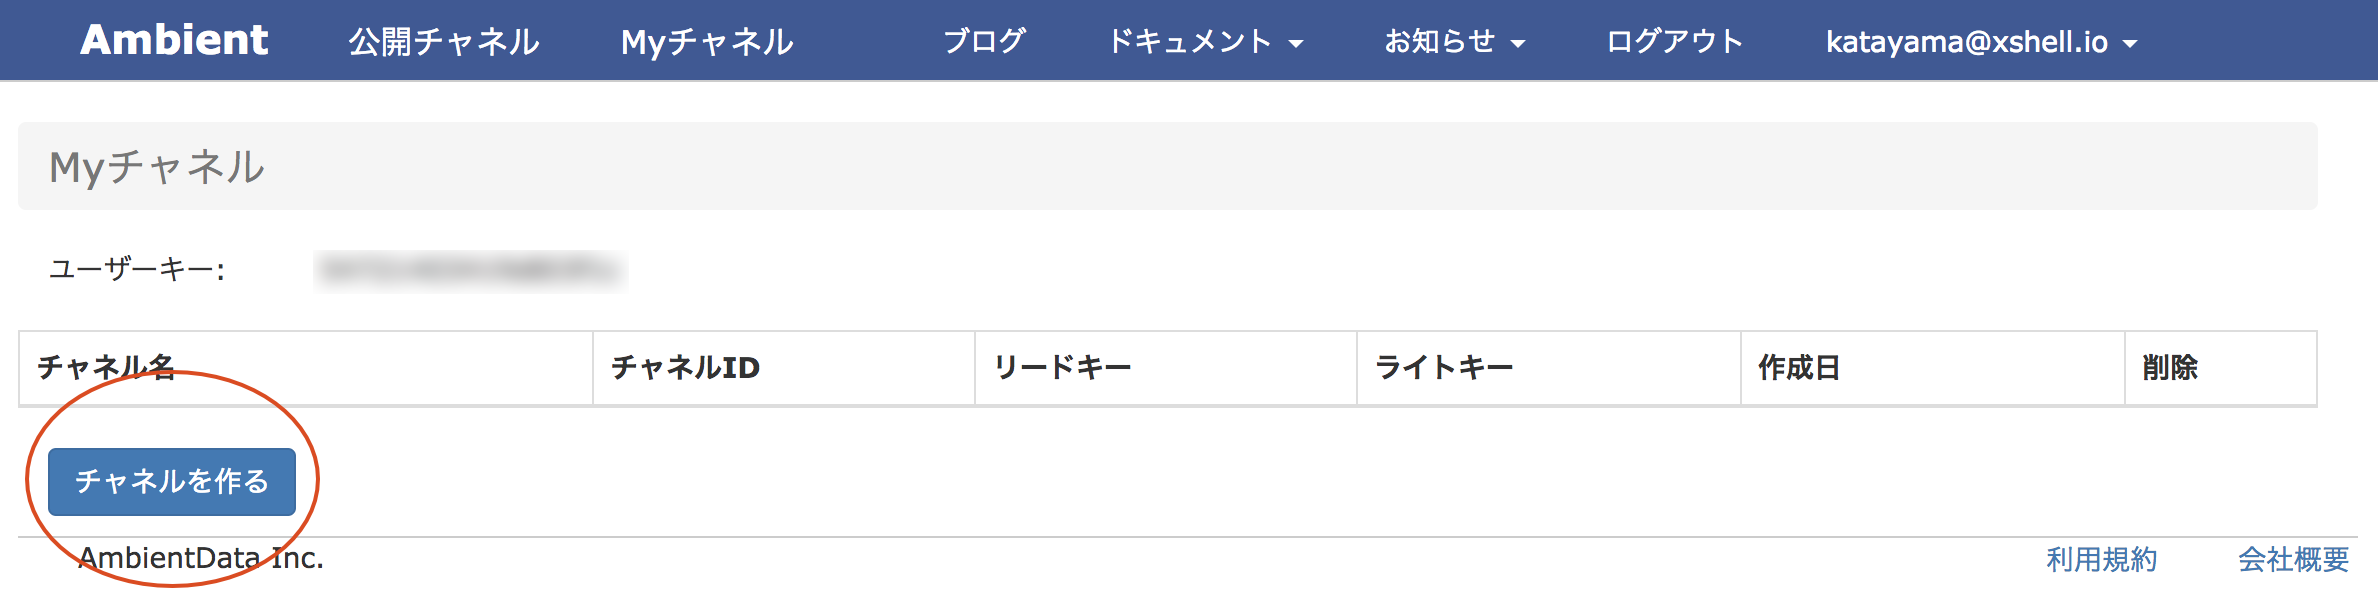 Ambient 公開チャンネル Myチャンネル ブログ ドキュメント お知らせ ログアウト katayama@xshell.io
Myチャネル
ユーザーキー:
チャネル名 チャネルID リードキー ライトキー 作成日 削除
チャネルを作る
AmbientData Inc. 利用規約 会社概要